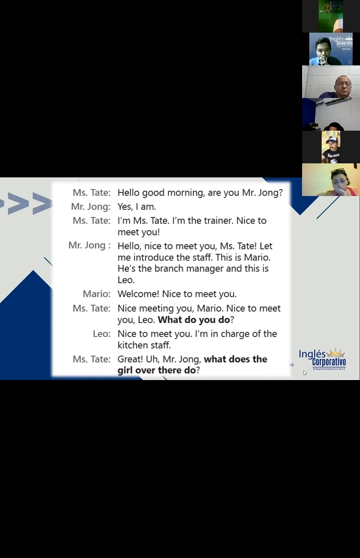 Ms. Tate: Hello good morning, are you Mr. Jong?
Mr. Jong: Yes, I am.
Ms. Tate: I'm Ms. Tate. I'm the trainer. Nice to
meet you!
Mr. Jong : Hello, nice to meet you, Ms. Tate! Let
me introduce the staff. This is Mario.
He's the branch manager and this is
Leo.
Mario: Welcome! Nice to meet you.
Ms. Tate: Nice meeting you, Mario. Nice to meet
you, Leo. What do you do?
Leo: Nice to meet you. I'm in charge of the
kitchen staff.
Ms. Tate: Great! Uh, Mr. Jong, what does the
girl over there do?
Inglés
Corporativo